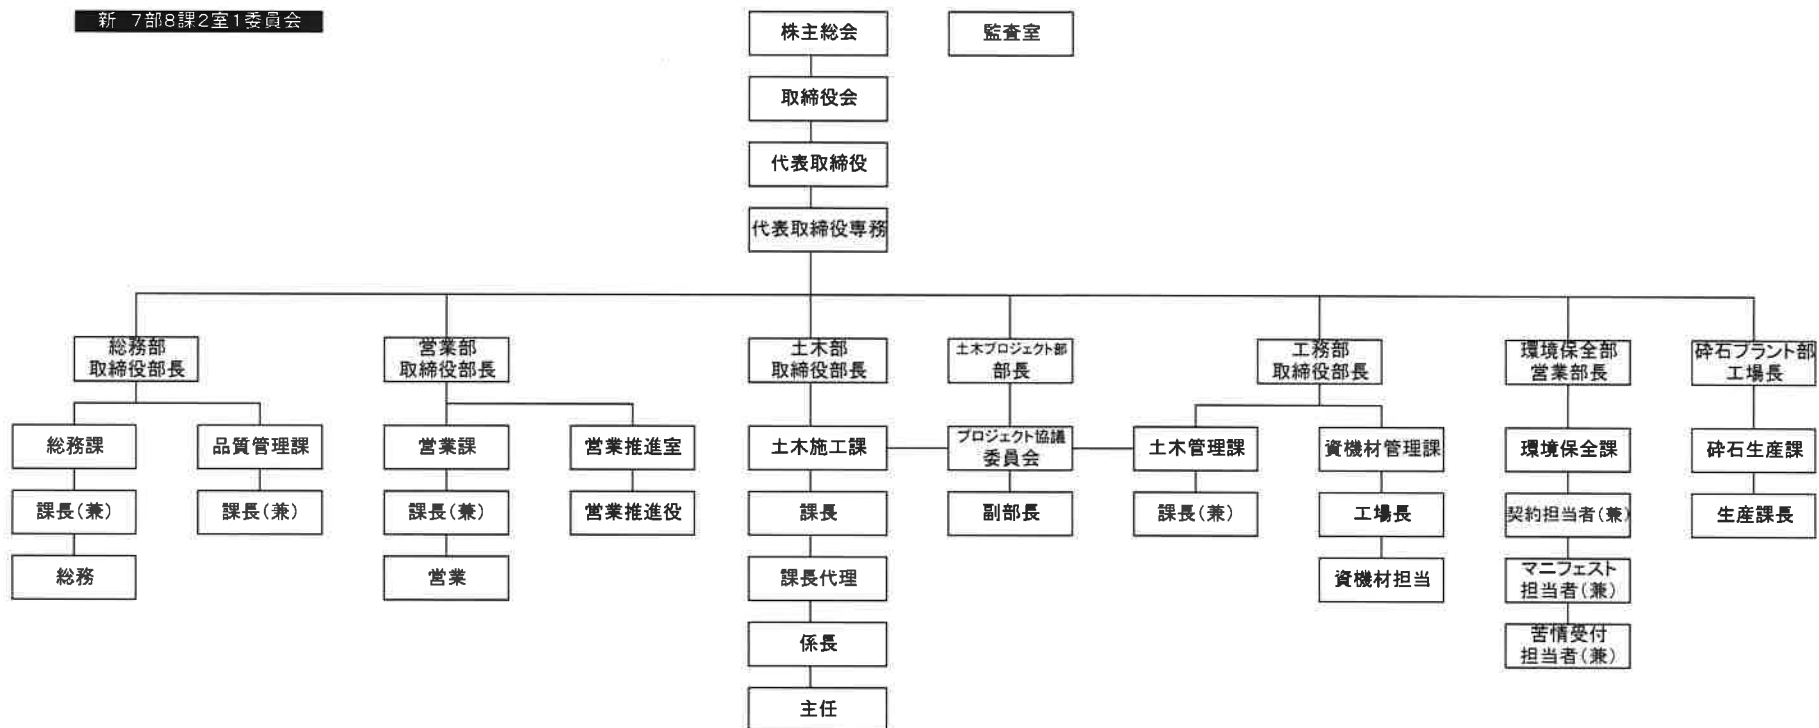 新 7部8課2室1委員会
株主総会
監査室
取締役会
代表取締役
代表取締役専務
総務部
取締役部長
営業部
取締役部長
土木部
取締役部長
土木プロジェクト部
部長
工務部
取締役部長
環境保全部
営業部長
砕石プラント部
工場長
総務課
品質管理課
営業課
営業推進室
土木施工課
プロジェクト協議
委員会
土木管理課
資機材管理課
環境保全課
砕石生産課
課長(兼)
課長(兼)
課長(兼)
営業推進役
課長
副部長
課長(兼)
工場長
契約担当者(兼)
生産課長
総務
営業
課長代理
資機材担当
マニフェスト
担当者(兼)
係長
苦情受付
担当者(兼)
主任